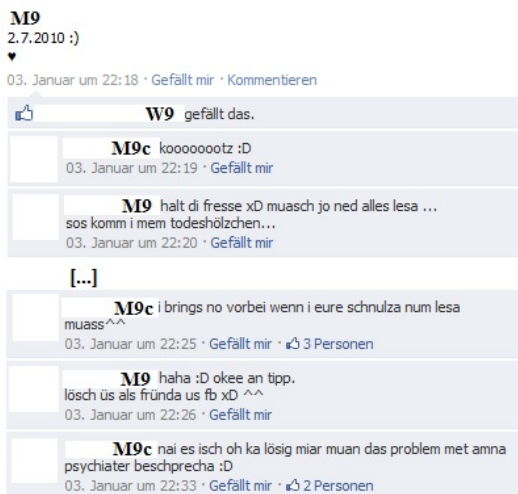 M9
2.7.2010 :)
♥
03. Januar um 22:18 · Gefällt mir · Kommentieren
W9 gefällt das.
M9c koooooootz :D
03. Januar um 22:19 · Gefällt mir
M9 halt di fresse xD muasch jo ned alles lesa ...
sos komm i mem todeshölzchen...
03. Januar um 22:20 · Gefällt mir
[...]
M9c i brings no vorbei wenn i eure schnulza num lesa
muass^^
03. Januar um 22:25 · Gefällt mir · 3 Personen
M9 haha :D okee an tipp.
lösch üs als fründa us fb xD ^^
03. Januar um 22:26 · Gefällt mir
M9c nai es isch oh ka lösig miar muan das problem met amna
psychiater beschprecha :D
03. Januar um 22:33 · Gefällt mir · 2 Personen